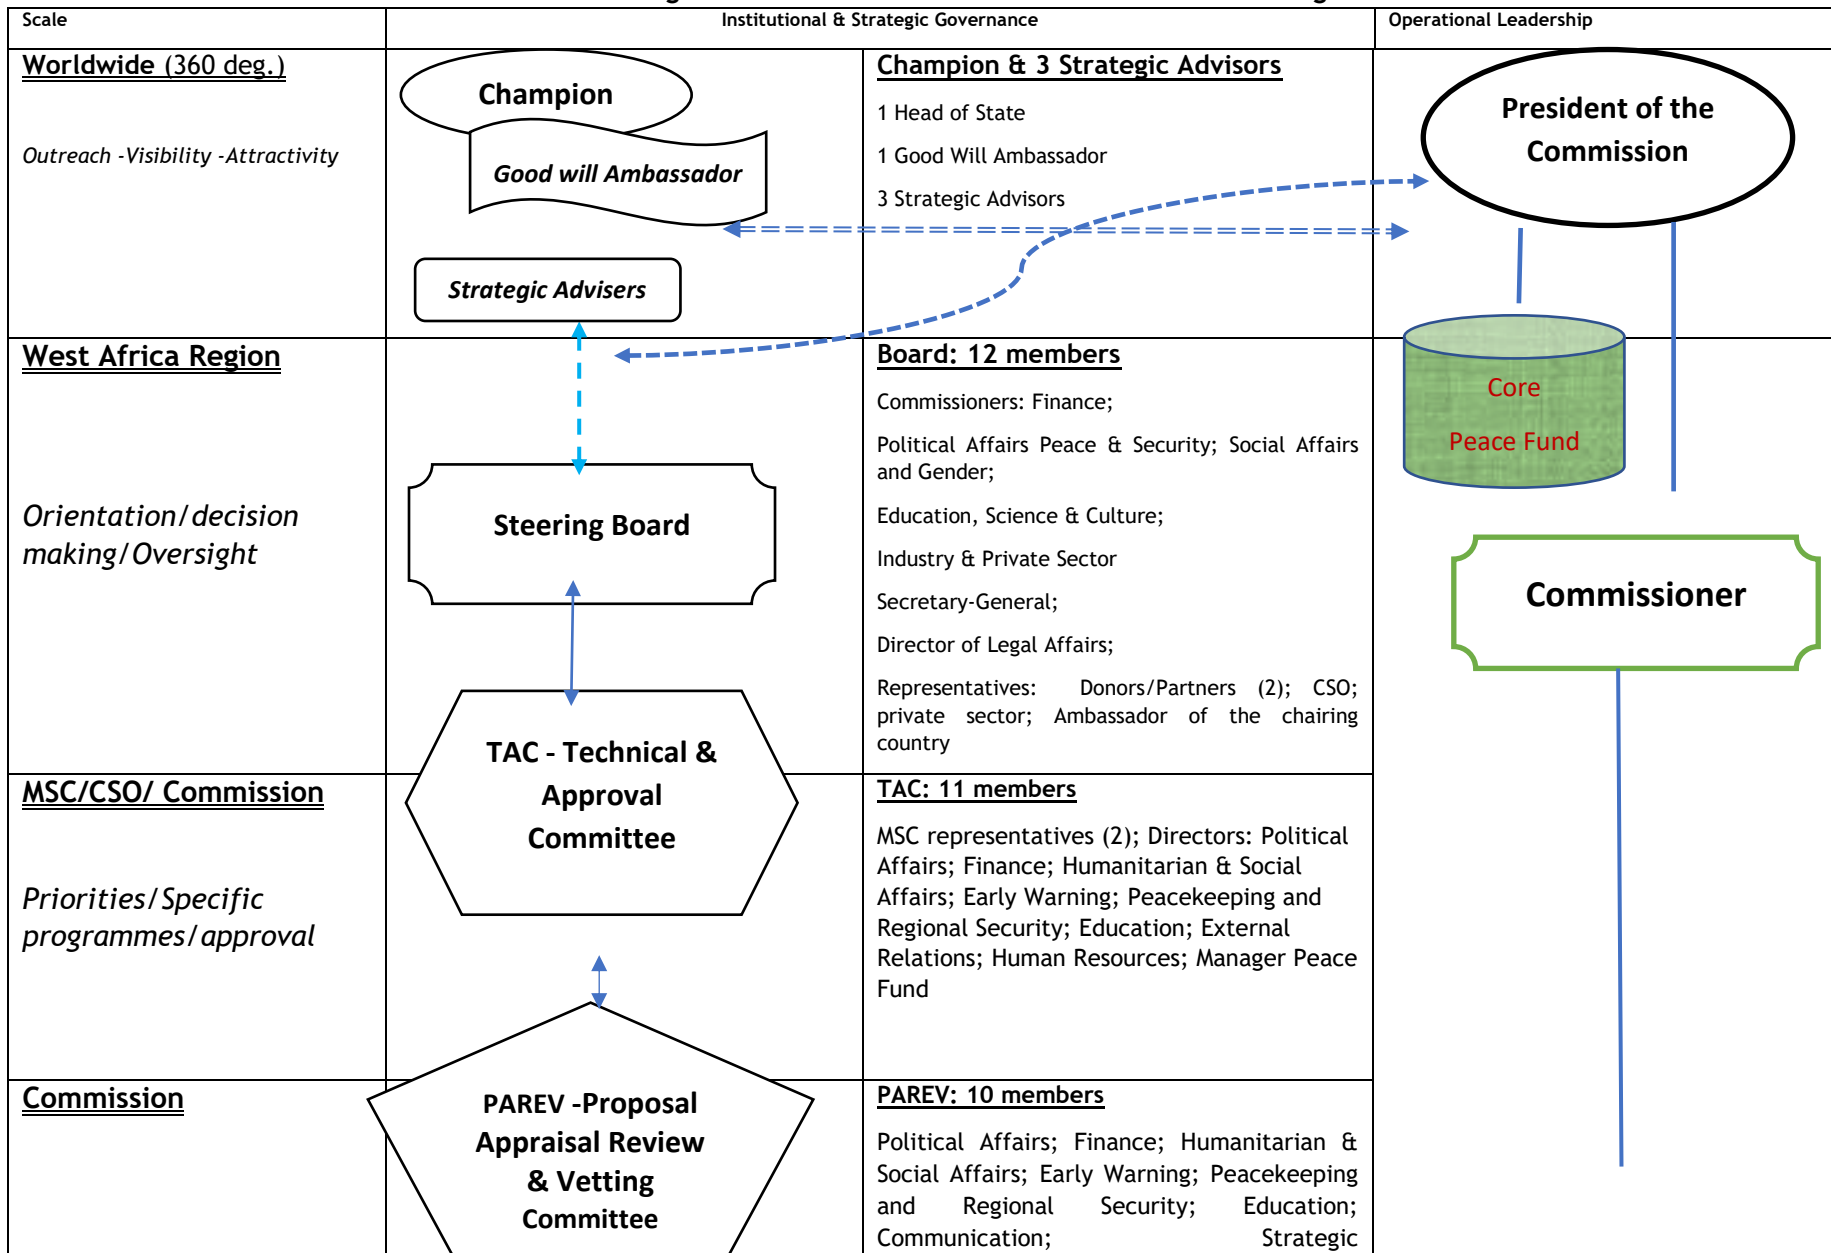 Scale
Institutional & Strategic Governance
Operational Leadership
Worldwide (360 deg.)
Outreach -Visibility -Attractivity
Champion
Good will Ambassador
Strategic Advisers
Champion & 3 Strategic Advisors
1 Head of State
1 Good Will Ambassador
3 Strategic Advisors
President of the
Commission
West Africa Region
Orientation/decision
making/Oversight
Steering Board
Board: 12 members
Commissioners: Finance;
Political Affairs Peace & Security; Social Affairs
and Gender;
Education, Science & Culture;
Industry & Private Sector
Secretary-General;
Director of Legal Affairs;
Representatives: Donors/Partners (2); CSO;
private sector; Ambassador of the chairing
country
Core
Peace Fund
Commissioner
MSC/CSO/ Commission
Priorities/Specific
programmes/approval
TAC - Technical &
Approval
Committee
TAC: 11 members
MSC representatives (2); Directors: Political
Affairs; Finance; Humanitarian & Social
Affairs; Early Warning; Peacekeeping and
Regional Security; Education; External
Relations; Human Resources; Manager Peace
Fund
Commission
PAREV -Proposal
Appraisal Review
& Vetting
Committee
PAREV: 10 members
Political Affairs; Finance; Humanitarian &
Social Affairs; Early Warning; Peacekeeping
and Regional Security; Education;
Communication; Strategic